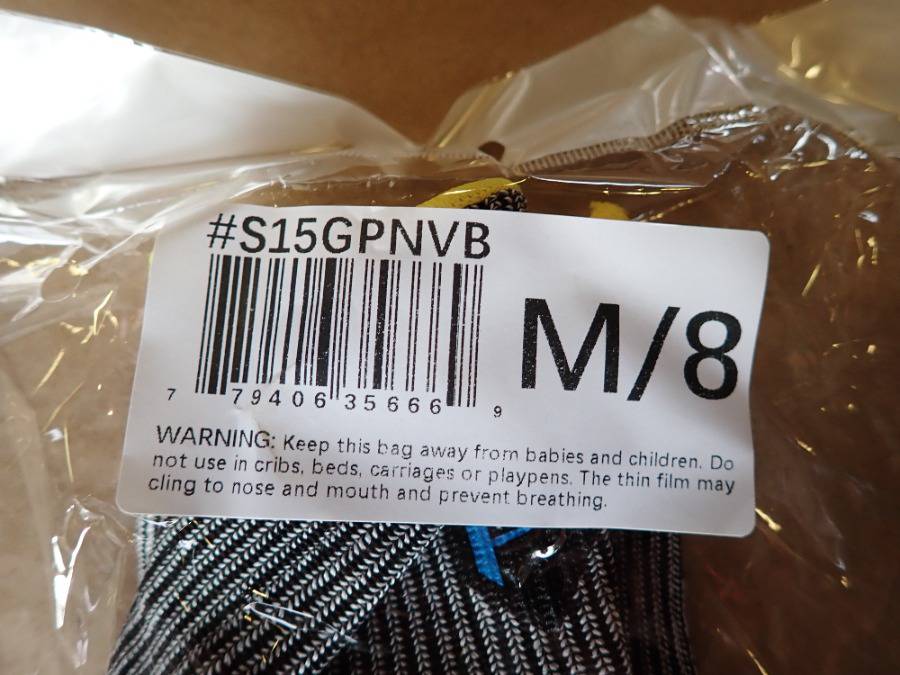 #S15GPNVB
M/8
7 79406 35666 9
WARNING: Keep this bag away from babies and children. Do
not use in cribs, beds, carriages or playpens. The thin film may
cling to nose and mouth and prevent breathing.